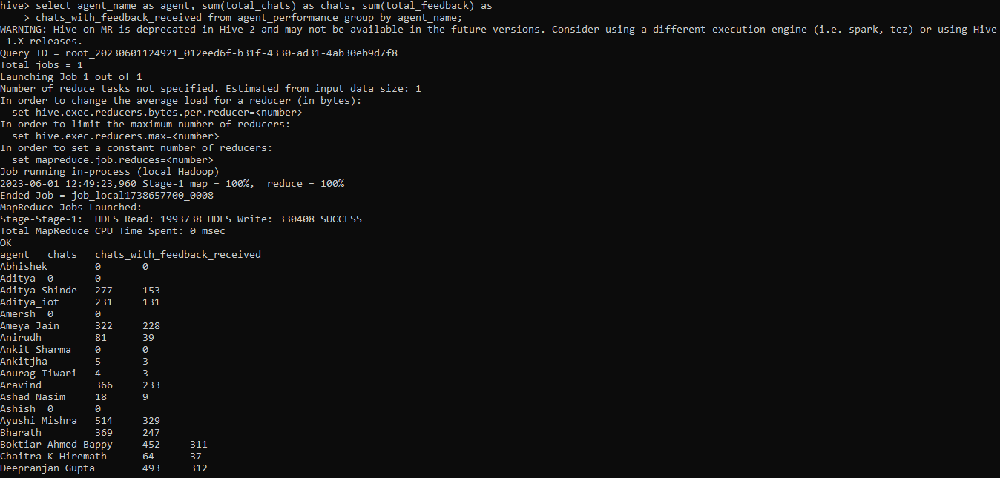 hive> select agent_name as agent, sum(total_chats) as chats, sum(total_feedback) as
    > chats_with_feedback_received from agent_performance group by agent_name;
WARNING: Hive-on-MR is deprecated in Hive 2 and may not be available in the future versions. Consider using a different execution engine (i.e. spark, tez) or using Hive
 1.X releases.
Query ID = root_20230601124921_012eed6f-b31f-4330-ad31-4ab30eb9d7f8
Total jobs = 1
Launching Job 1 out of 1
Number of reduce tasks not specified. Estimated from input data size: 1
In order to change the average load for a reducer (in bytes):
  set hive.exec.reducers.bytes.per.reducer=<number>
In order to limit the maximum number of reducers:
  set hive.exec.reducers.max=<number>
In order to set a constant number of reducers:
  set mapreduce.job.reduces=<number>
Job running in-process (local Hadoop)
2023-06-01 12:49:23,960 Stage-1 map = 100%,  reduce = 100%
Ended Job = job_local1738657700_0008
MapReduce Jobs Launched:
Stage-Stage-1:  HDFS Read: 1993738 HDFS Write: 330408 SUCCESS
Total MapReduce CPU Time Spent: 0 msec
OK
agent   chats   chats_with_feedback_received
Abhishek        0       0
Aditya  0       0
Aditya Shinde   277     153
Aditya_iot      231     131
Amersh  0       0
Ameya Jain      322     228
Anirudh         81      39
Ankit Sharma    0       0
Ankitjha        5       3
Anurag Tiwari   4       3
Aravind         366     233
Ashad Nasim     18      9
Ashish  0       0
Ayushi Mishra   514     329
Bharath         369     247
Boktiar Ahmed Bappy     452     311
Chaitra K Hiremath      64      37
Deepranjan Gupta        493     312